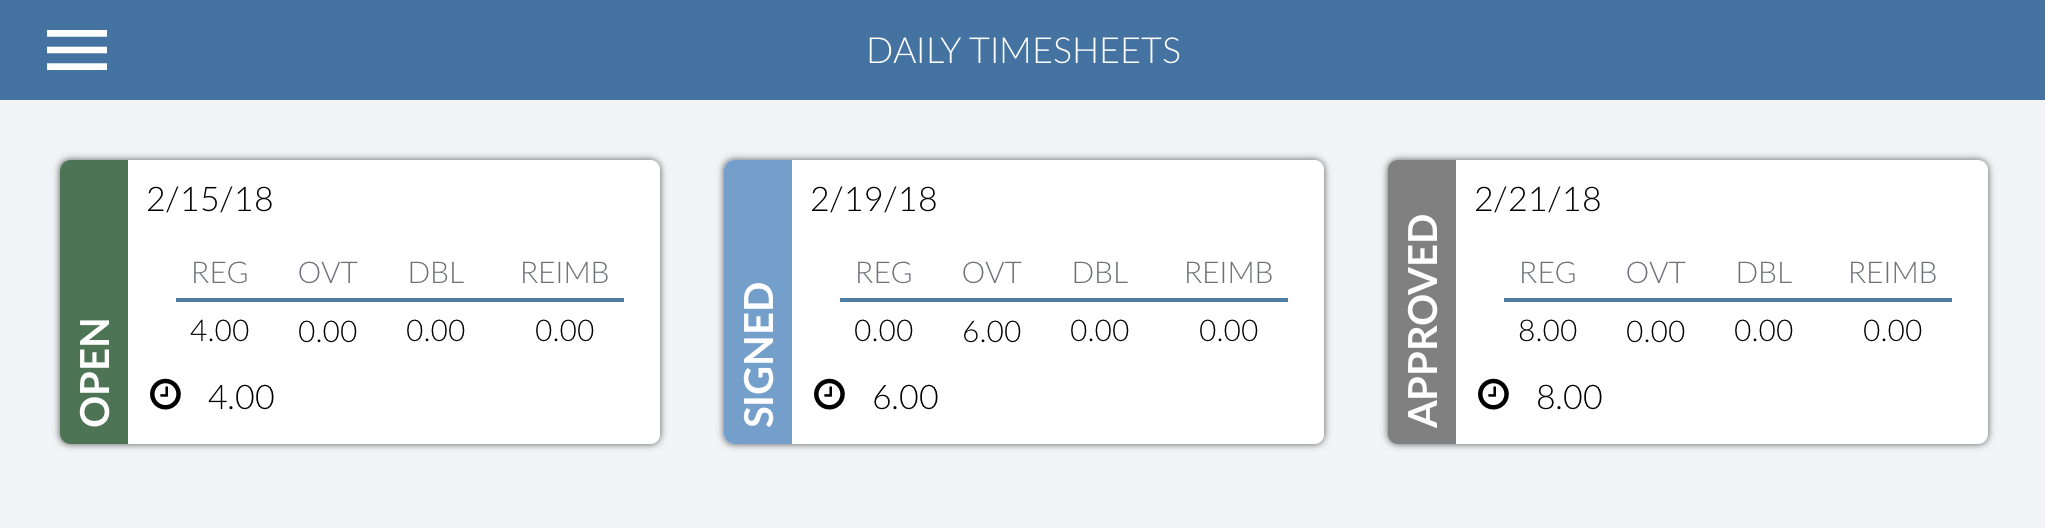 DAILY TIMESHEETS
OPEN
2/15/18
REG OVT DBL REIMB
4.00 0.00 0.00 0.00
4.00
SIGNED
2/19/18
REG OVT DBL REIMB
0.00 6.00 0.00 0.00
6.00
APPROVED
2/21/18
REG OVT DBL REIMB
8.00 0.00 0.00 0.00
8.00